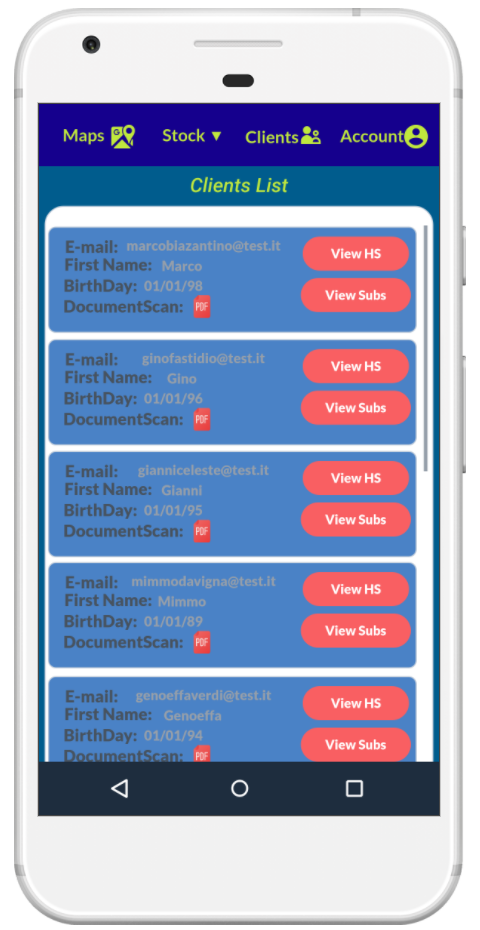 Maps Stock ▼ Clients Account
Clients List
E-mail: marcobiazantino@test.it
First Name: Marco
BirthDay: 01/01/98
DocumentScan: PDF
View HS
View Subs
E-mail: ginofastidio@test.it
First Name: Gino
BirthDay: 01/01/96
DocumentScan: PDF
View HS
View Subs
E-mail: gianniceleste@test.it
First Name: Gianni
BirthDay: 01/01/95
DocumentScan: PDF
View HS
View Subs
E-mail: mimmodavigna@test.it
First Name: Mimmo
BirthDay: 01/01/89
DocumentScan: PDF
View HS
View Subs
E-mail: genoeffaverdi@test.it
First Name: Genoeffa
BirthDay: 01/01/94
DocumentScan: PDF
View HS
View Subs